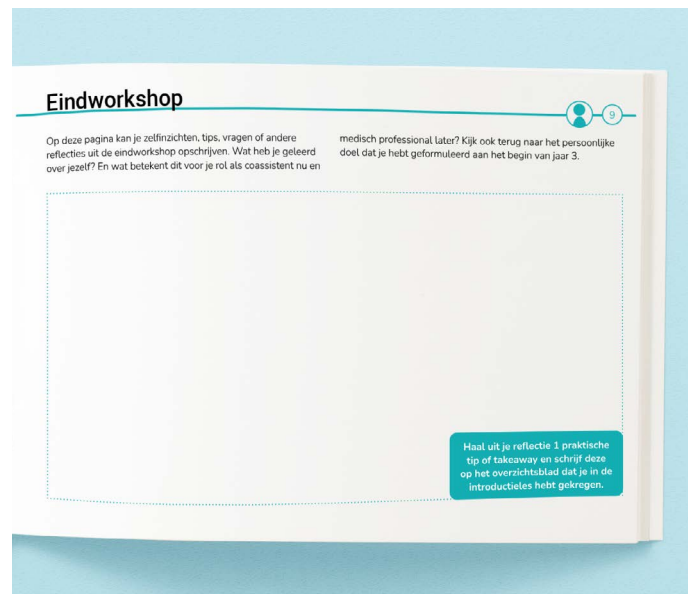 Eindworkshop
9
Op deze pagina kan je zelfinzichten, tips, vragen of andere
reflecties uit de eindworkshop opschrijven. Wat heb je geleerd
over jezelf? En wat betekent dit voor je rol als coassistent nu en
medisch professional later? Kijk ook terug naar het persoonlijke
doel dat je hebt geformuleerd aan het begin van jaar 3.
Haal uit je reflectie 1 praktische
tip of takeaway en schrijf deze
op het overzichtsblad dat je in de
introductieles hebt gekregen.